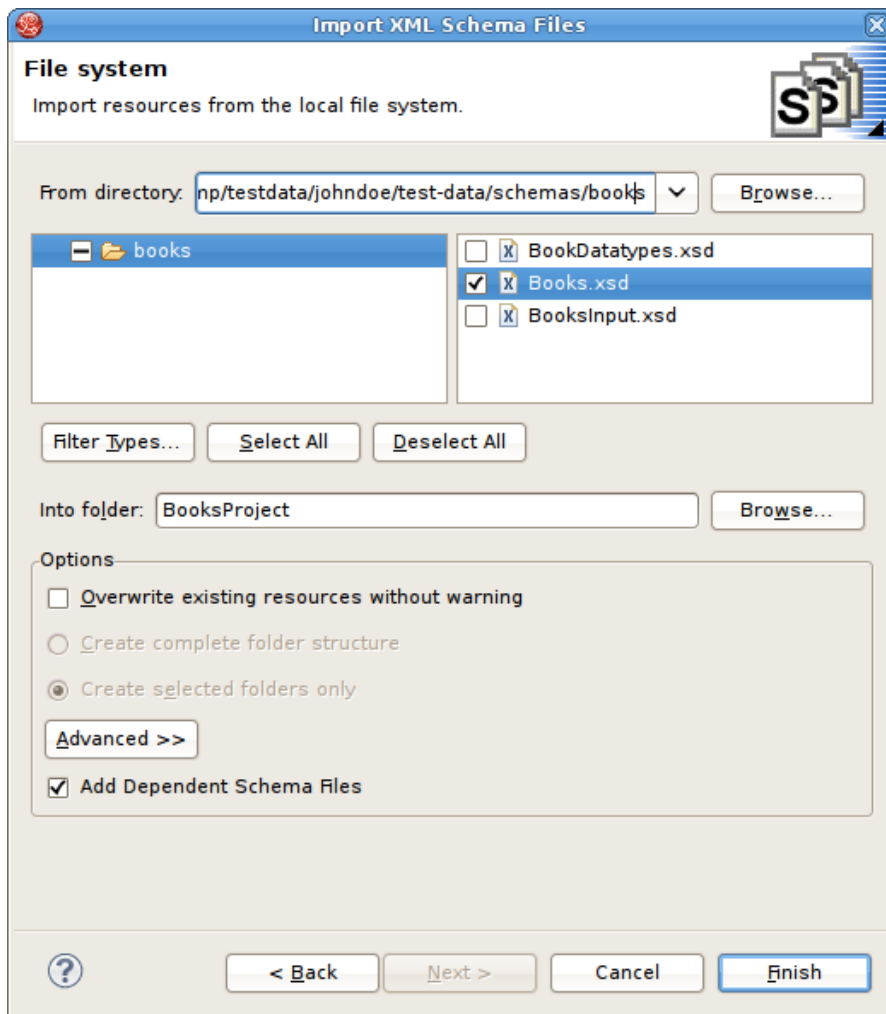 Import XML Schema Files
File system
Import resources from the local file system.
S S
From directory: np/testdata/johndoe/test-data/schemas/books Browse...
books
BookDatatypes.xsd
Books.xsd
BooksInput.xsd
Filter Types... Select All Deselect All
Into folder: BooksProject Browse...
Options
Overwrite existing resources without warning
Create complete folder structure
Create selected folders only
Advanced >>
Add Dependent Schema Files
? < Back Next > Cancel Finish